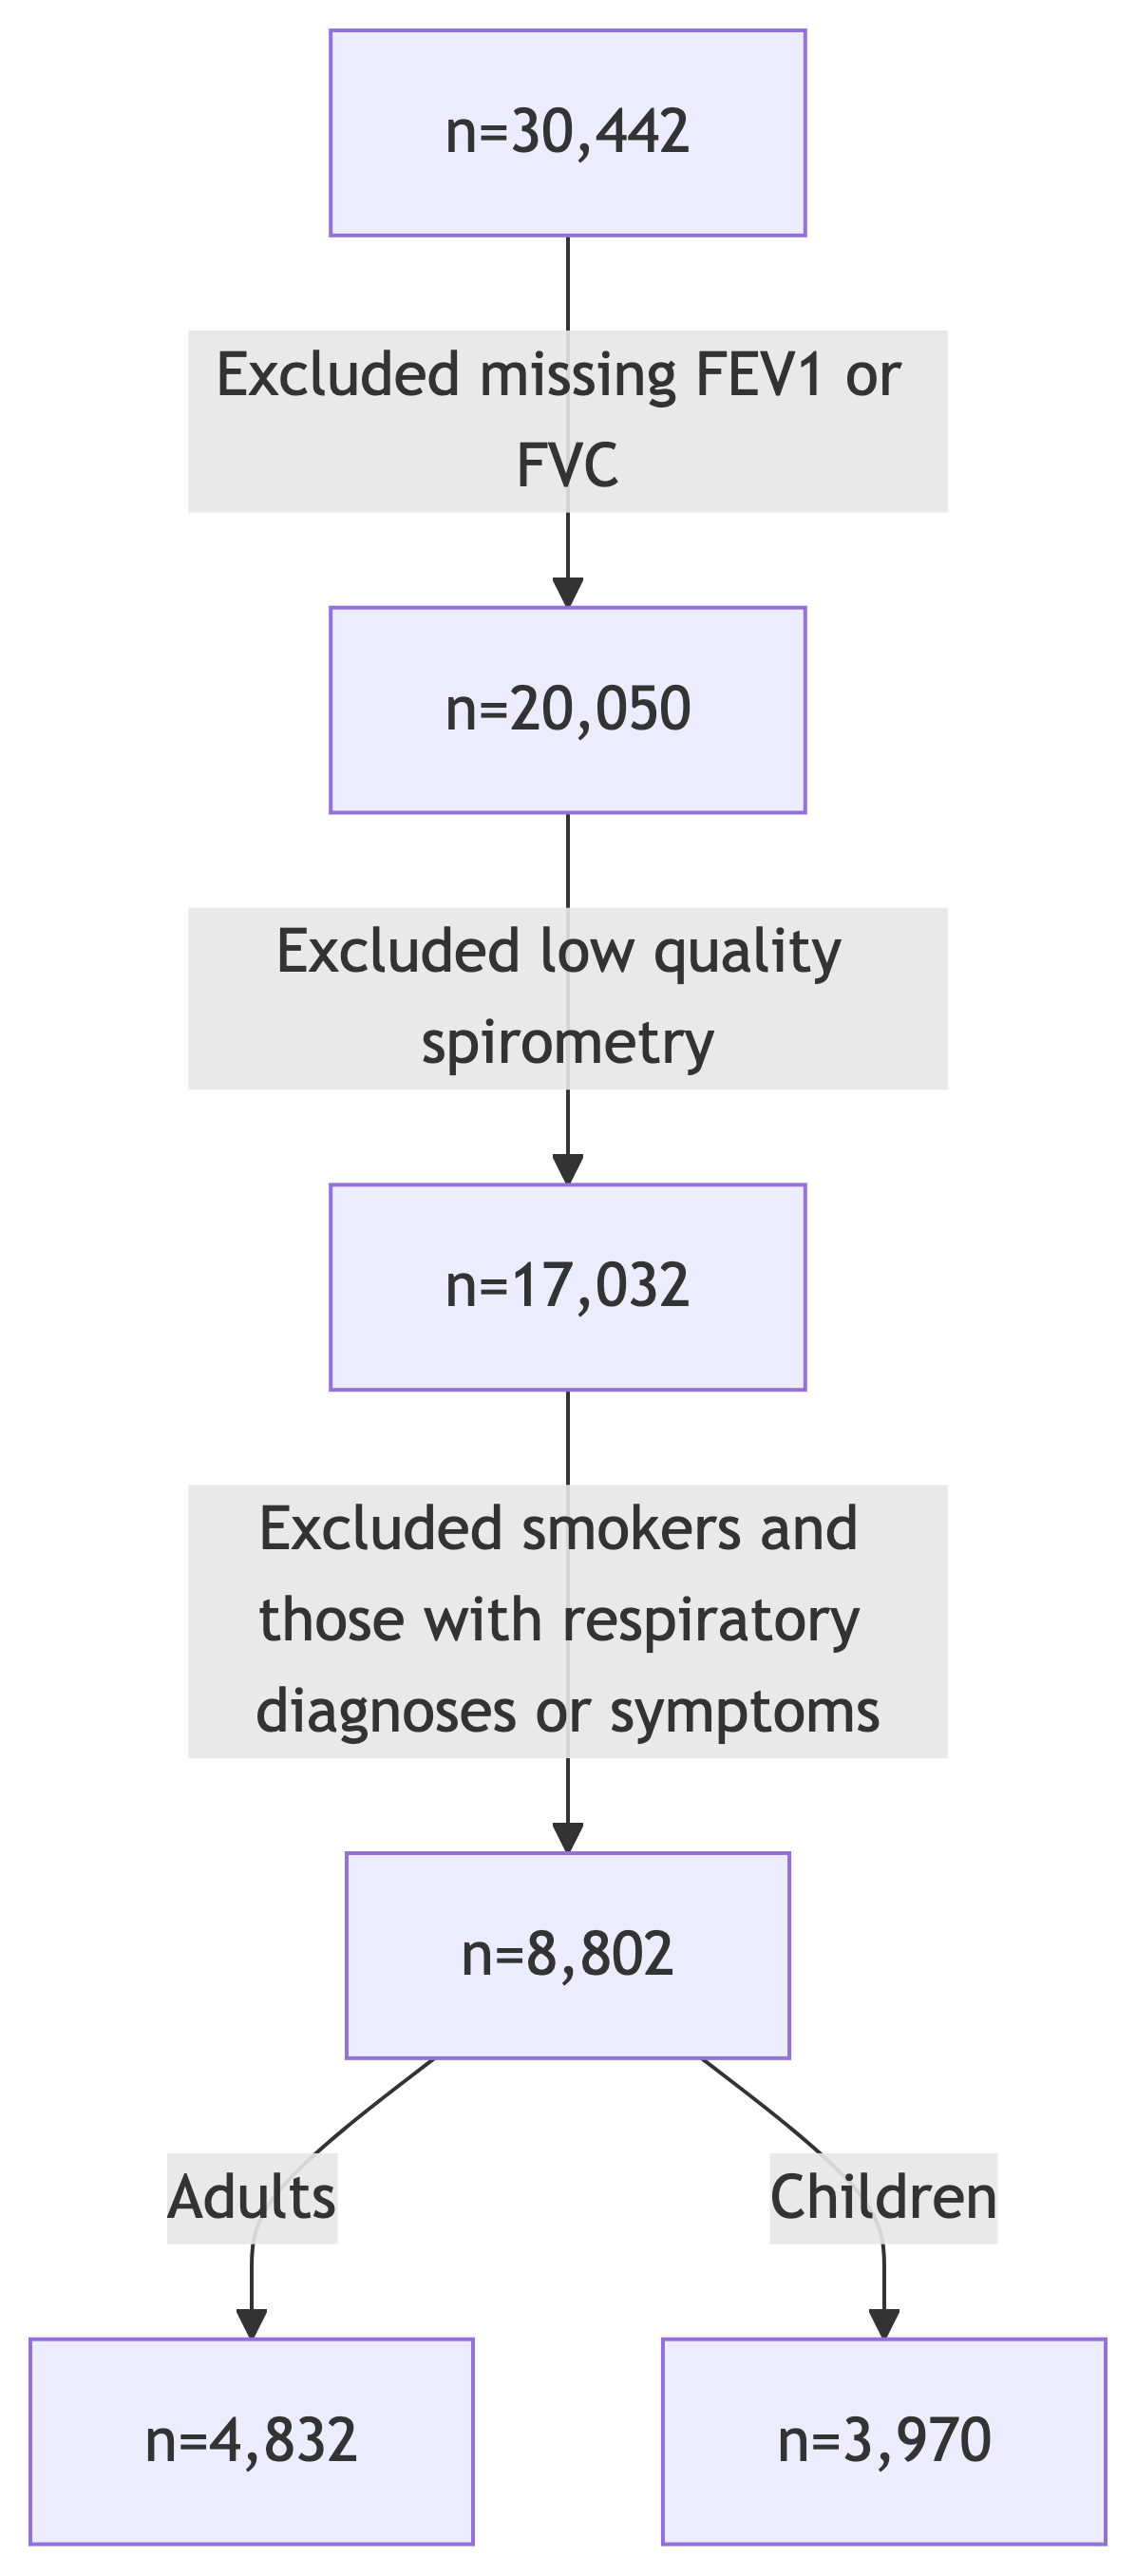 n=30,442
Excluded missing FEV1 or
FVC
n=20,050
Excluded low quality
spirometry
n=17,032
Excluded smokers and
those with respiratory
diagnoses or symptoms
n=8,802
Adults
Children
n=4,832
n=3,970